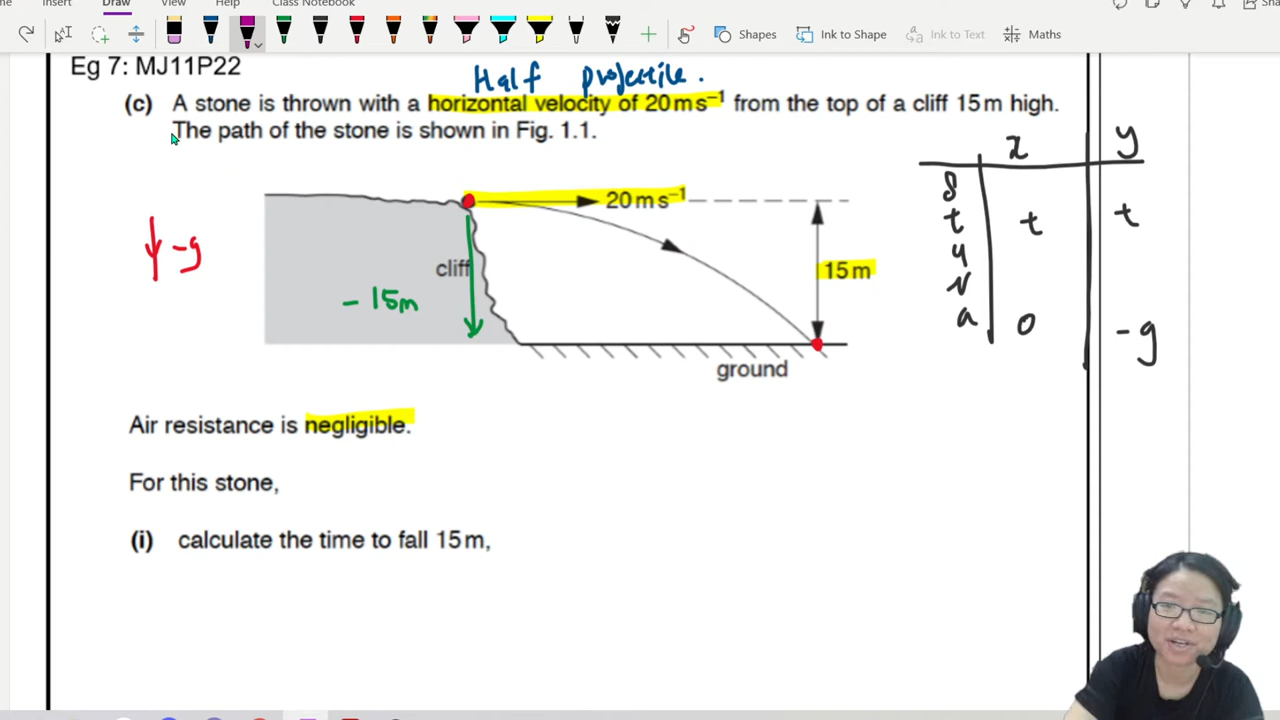 Insert Draw Class Notebook
Shapes Ink to Shape Ink to Text Maths
Eg 7: MJ11P22
Half projectile.
(c) A stone is thrown with a horizontal velocity of 20 m s⁻¹ from the top of a cliff 15 m high.
The path of the stone is shown in Fig. 1.1.
x y
s
t t t
u
v
a 0 -g
20 m s⁻¹
↓ -g
cliff
15 m
- 15m
ground
Air resistance is negligible.
For this stone,
(i) calculate the time to fall 15 m,